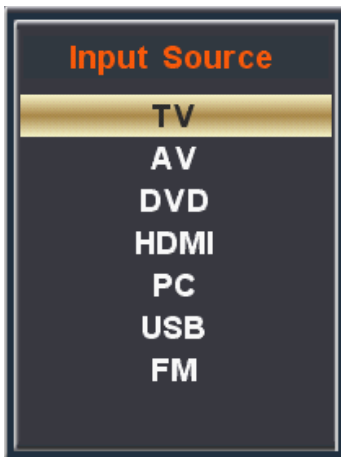 Input Source
TV
AV
DVD
HDMI
PC
USB
FM